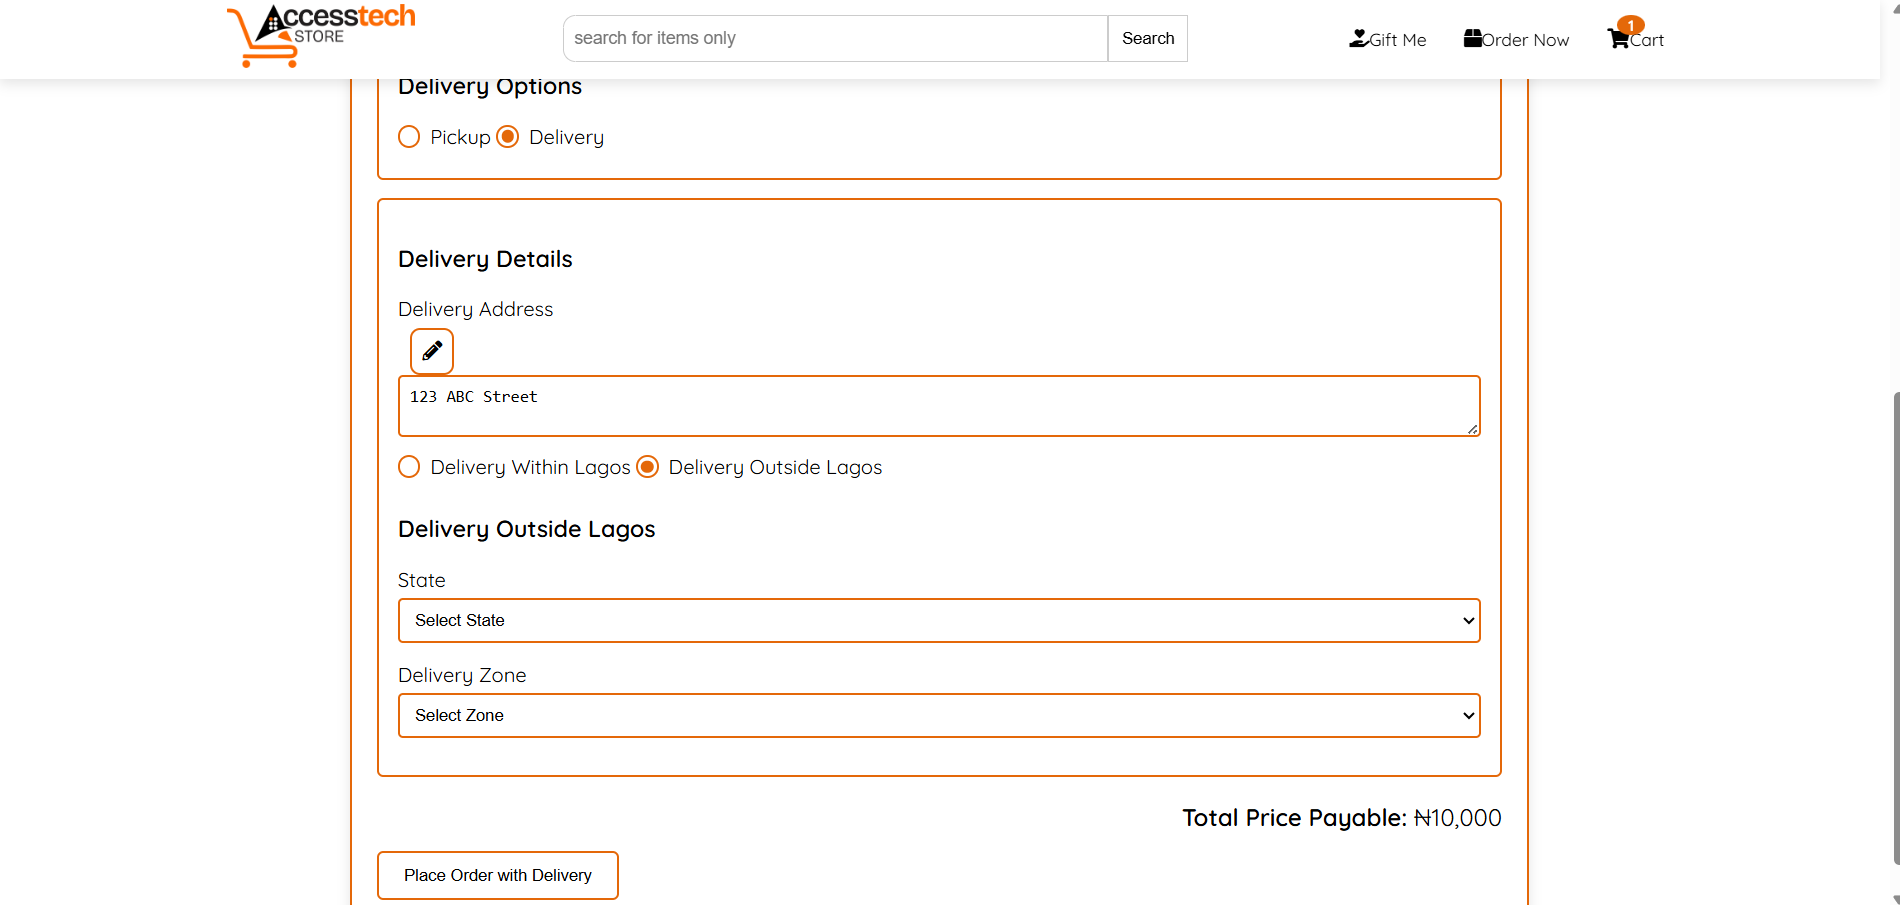 Accesstech
STORE
search for items only
Search
Gift Me
Order Now
1
Cart
Delivery Options
Pickup
Delivery
Delivery Details
Delivery Address
123 ABC Street
Delivery Within Lagos
Delivery Outside Lagos
Delivery Outside Lagos
State
Select State
Delivery Zone
Select Zone
Total Price Payable: ₦10,000
Place Order with Delivery